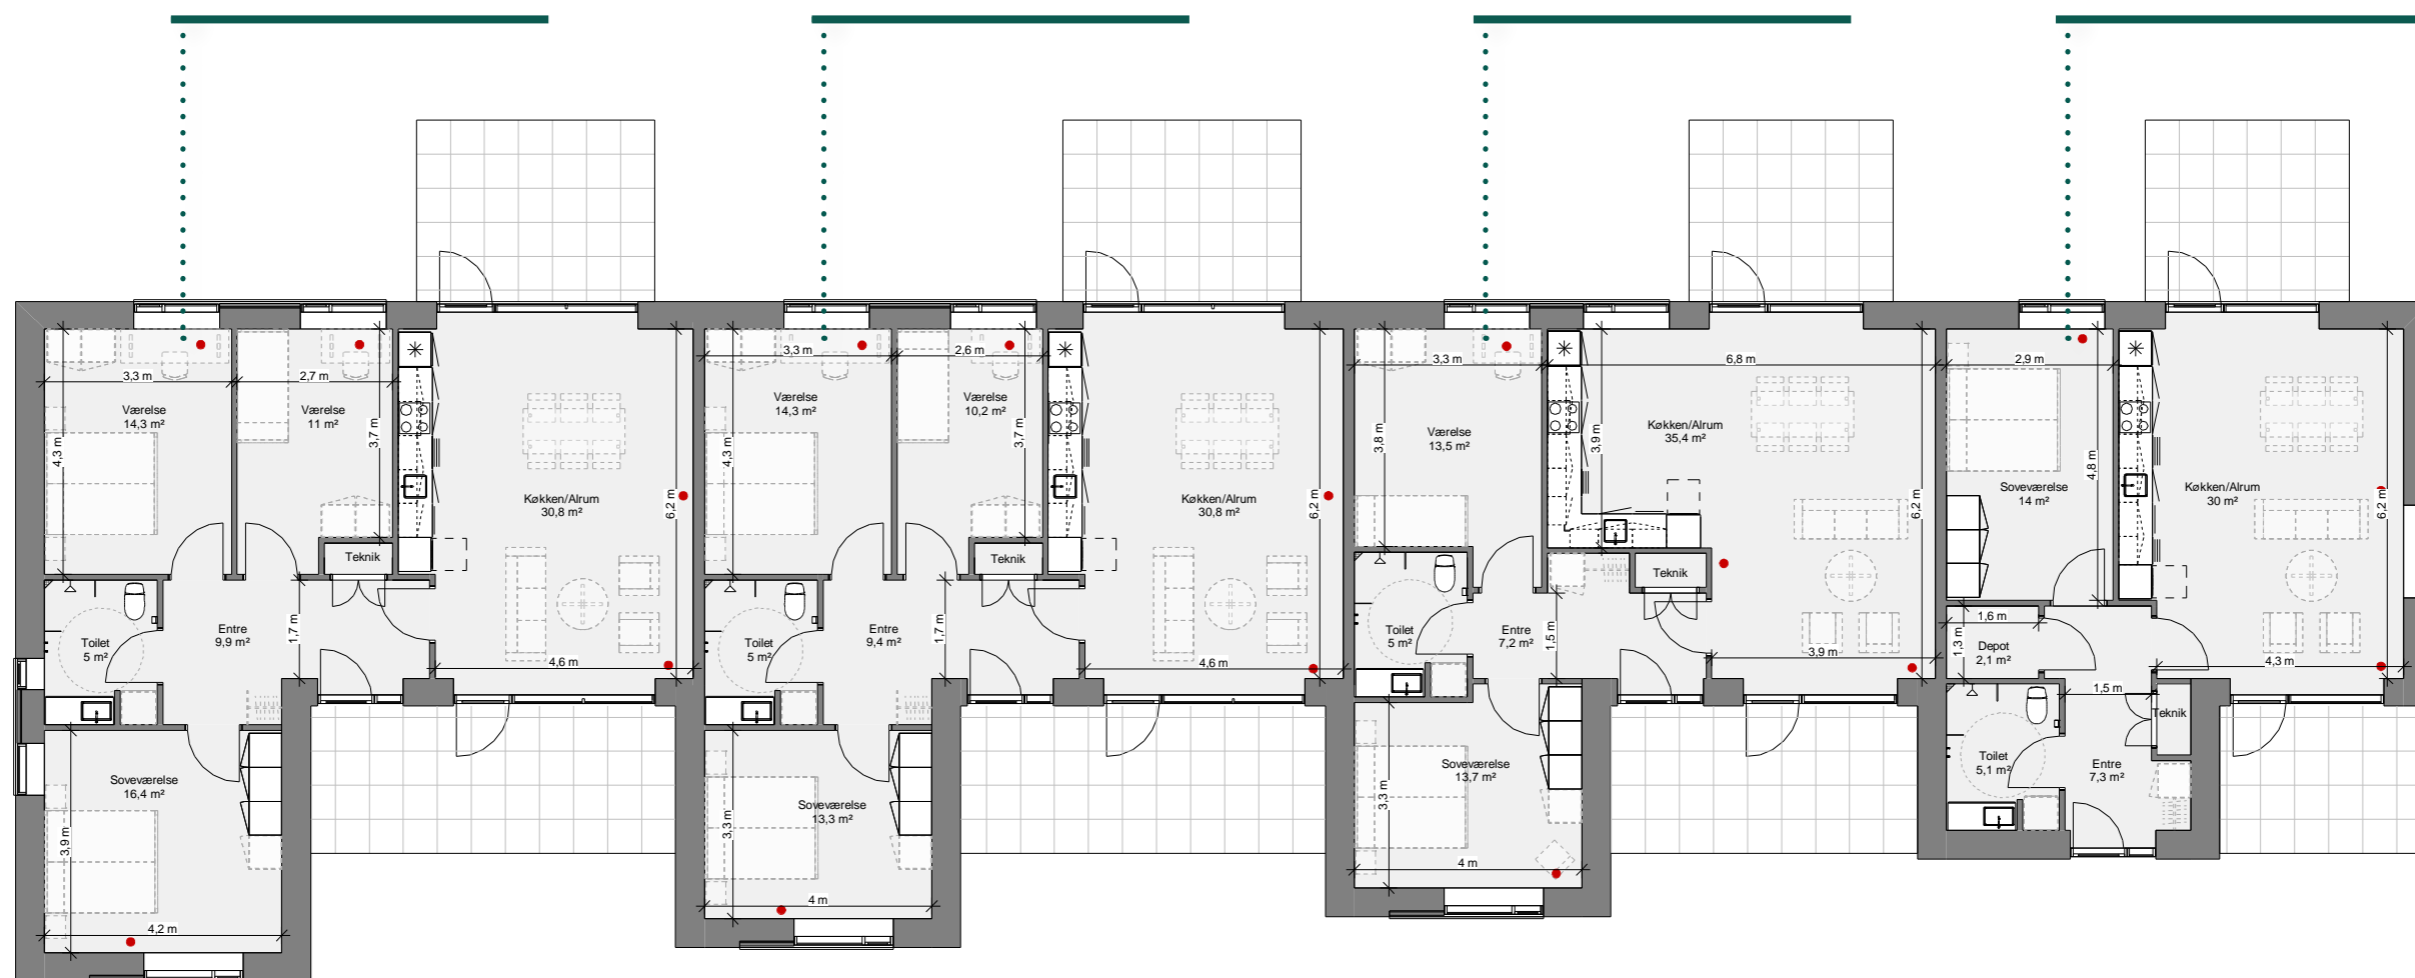 3,3 m
2,7 m
Værelse
14,3 m²
Værelse
11 m²
4,3 m
3,7 m
Køkken/Alrum
30,8 m²
6,2 m
Teknik
Toilet
5 m²
Entre
9,9 m²
1,7 m
4,6 m
Soveværelse
16,4 m²
3,9 m
4,2 m
3,3 m
2,6 m
Værelse
14,3 m²
Værelse
10,2 m²
4,3 m
3,7 m
Køkken/Alrum
30,8 m²
6,2 m
Teknik
Toilet
5 m²
Entre
9,4 m²
1,7 m
4,6 m
Soveværelse
13,3 m²
3,3 m
4 m
3,3 m
6,8 m
Værelse
13,5 m²
3,8 m
3,9 m
Køkken/Alrum
35,4 m²
6,2 m
Teknik
Toilet
5 m²
Entre
7,2 m²
1,5 m
3,9 m
Soveværelse
13,7 m²
3,3 m
4 m
2,9 m
Soveværelse
14 m²
4,8 m
Køkken/Alrum
30 m²
6,2 m
1,6 m
1,3 m
Depot
2,1 m²
4,3 m
1,5 m
Teknik
Toilet
5,1 m²
Entre
7,3 m²